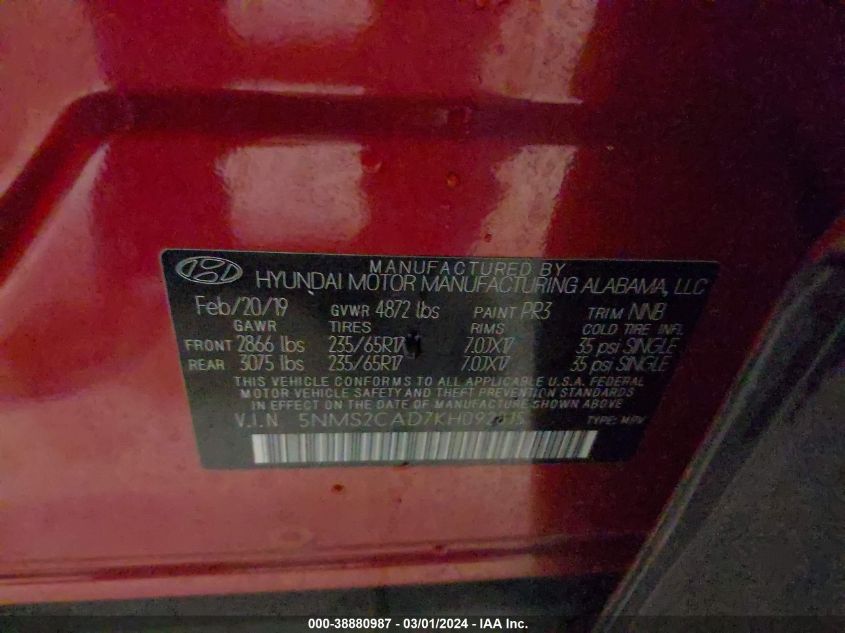 MANUFACTURED BY
HYUNDAI MOTOR MANUFACTURING ALABAMA, LLC
Feb/20/19 GVWR 4872 lbs PAINT PR3 TRIM NNB
GAWR TIRES RIMS COLD TIRE INFL
FRONT 2866 lbs 235/65R17 7.0JX17 35 psi SINGLE
REAR 3075 lbs 235/65R17 7.0JX17 35 psi SINGLE
THIS VEHICLE CONFORMS TO ALL APPLICABLE U.S.A. FEDERAL
MOTOR VEHICLE SAFETY AND THEFT PREVENTION STANDARDS
IN EFFECT ON THE DATE OF MANUFACTURE SHOWN ABOVE.
V.I.N TYPE: MPV
000-38880987 — 03/01/2024 — IAA Inc.